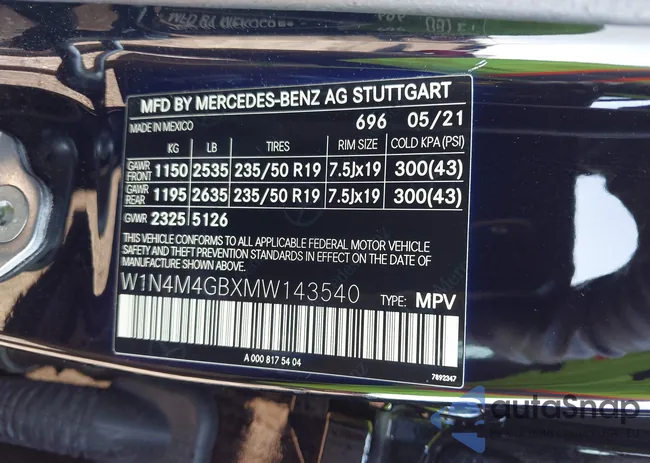 MFD BY MERCEDES-BENZ AG STUTTGART
MADE IN MEXICO 696 05/21
KG LB TIRES RIM SIZE COLD KPA (PSI)
GAWR FRONT 1150 2535 235/50 R19 7.5Jx19 300(43)
GAWR REAR 1195 2635 235/50 R19 7.5Jx19 300(43)
GVWR 2325 5126
THIS VEHICLE CONFORMS TO ALL APPLICABLE FEDERAL MOTOR VEHICLE
SAFETY AND THEFT PREVENTION STANDARDS IN EFFECT ON THE DATE
OF MANUFACTURE SHOWN ABOVE.
W1N4M4GBXMW143540 TYPE: MPV
A 000 817 54 04
7892347
autoSnap